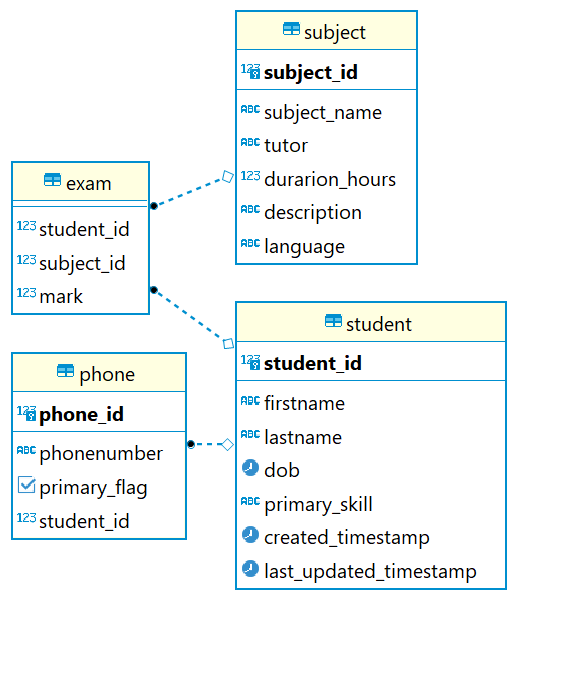 subject
123 subject_id
ABC subject_name
ABC tutor
123 durarion_hours
ABC description
ABC language
exam
123 student_id
123 subject_id
123 mark
student
123 student_id
ABC firstname
ABC lastname
dob
ABC primary_skill
created_timestamp
last_updated_timestamp
phone
123 phone_id
ABC phonenumber
primary_flag
123 student_id